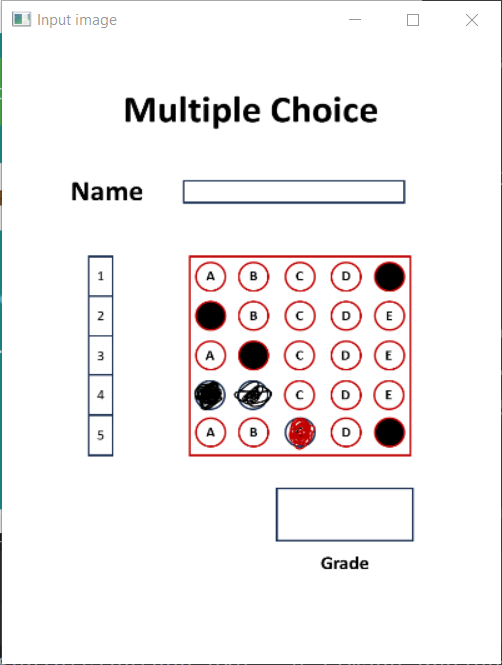 Input image
Multiple Choice
Name
1 A B C D
2 B C D E
3 A C D E
4 C D E
5 A B D
Grade